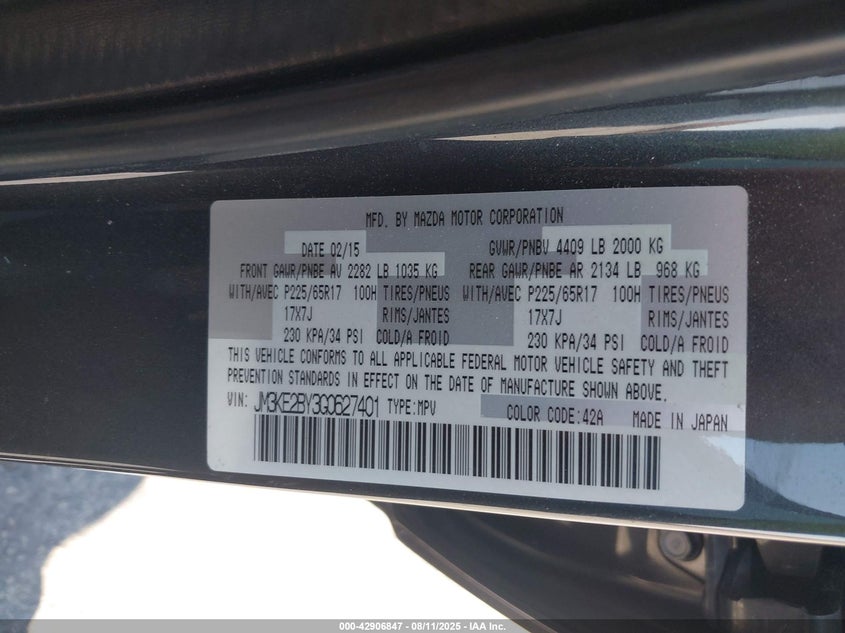 MFD. BY MAZDA MOTOR CORPORATION
DATE 02/15 GVWR/PNBV 4409 LB 2000 KG
FRONT GAWR/PNBE AV 2282 LB 1035 KG REAR GAWR/PNBE AR 2134 LB 968 KG
WITH/AVEC P225/65R17 100H TIRES/PNEUS WITH/AVEC P225/65R17 100H TIRES/PNEUS
17X7J RIMS/JANTES 17X7J RIMS/JANTES
230 KPA/34 PSI COLD/A FROID 230 KPA/34 PSI COLD/A FROID
THIS VEHICLE CONFORMS TO ALL APPLICABLE FEDERAL MOTOR VEHICLE SAFETY AND THEFT
PREVENTION STANDARDS IN EFFECT ON THE DATE OF MANUFACTURE SHOWN ABOVE.
VIN: JM3KE2BY3G0627401 TYPE:MPV COLOR CODE:42A MADE IN JAPAN
000-42906847 - 08/11/2025 - IAA Inc.